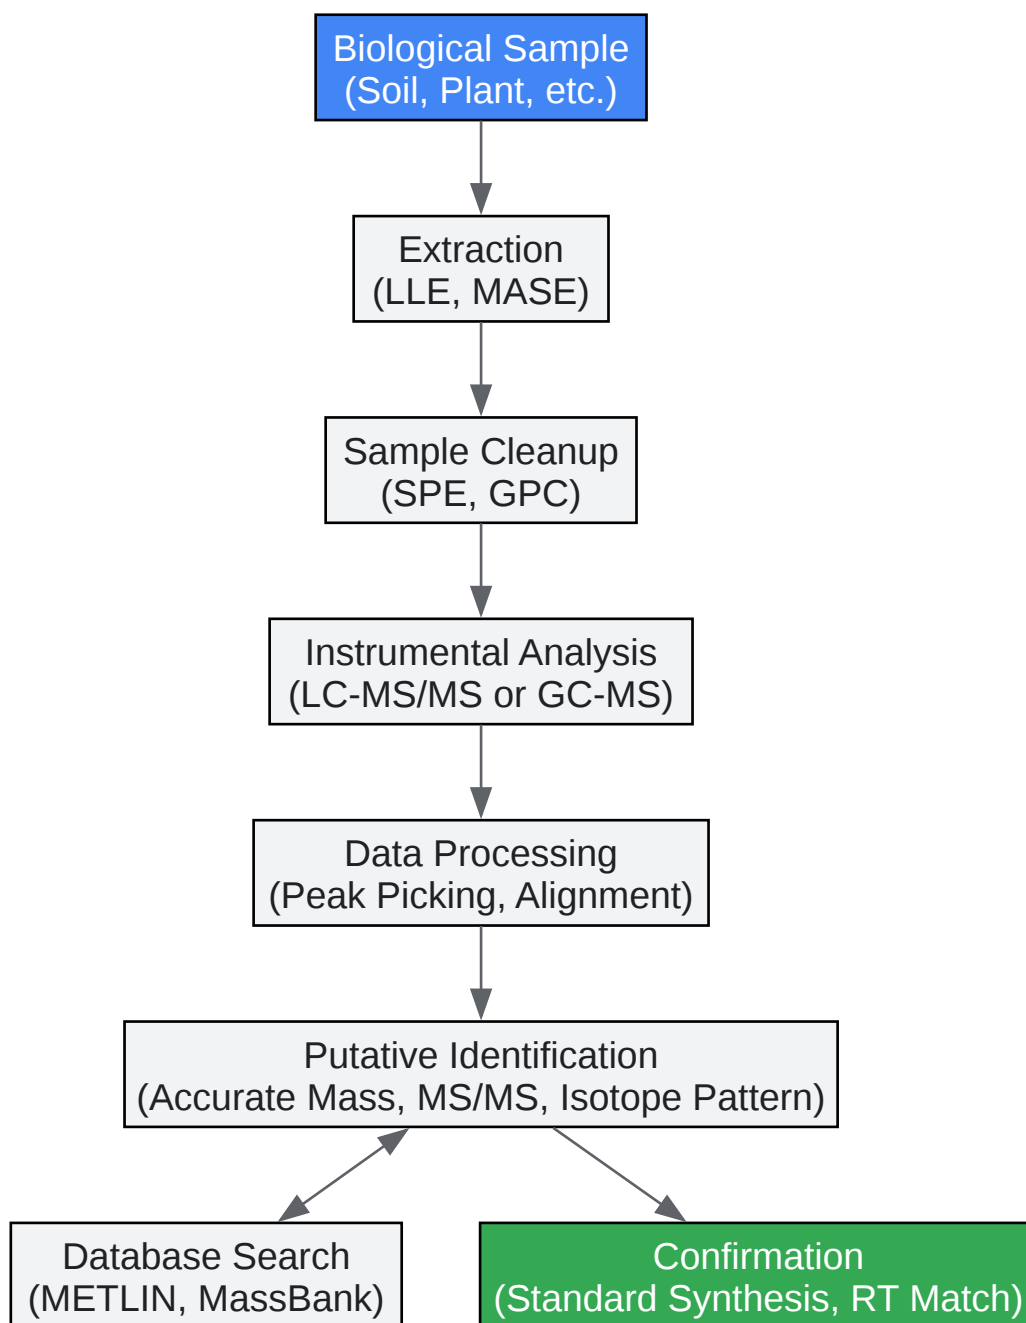 Biological Sample
(Soil, Plant, etc.)
Extraction
(LLE, MASE)
Sample Cleanup
(SPE, GPC)
Instrumental Analysis
(LC-MS/MS or GC-MS)
Data Processing
(Peak Picking, Alignment)
Putative Identification
(Accurate Mass, MS/MS, Isotope Pattern)
Database Search
(METLIN, MassBank)
Confirmation
(Standard Synthesis, RT Match)